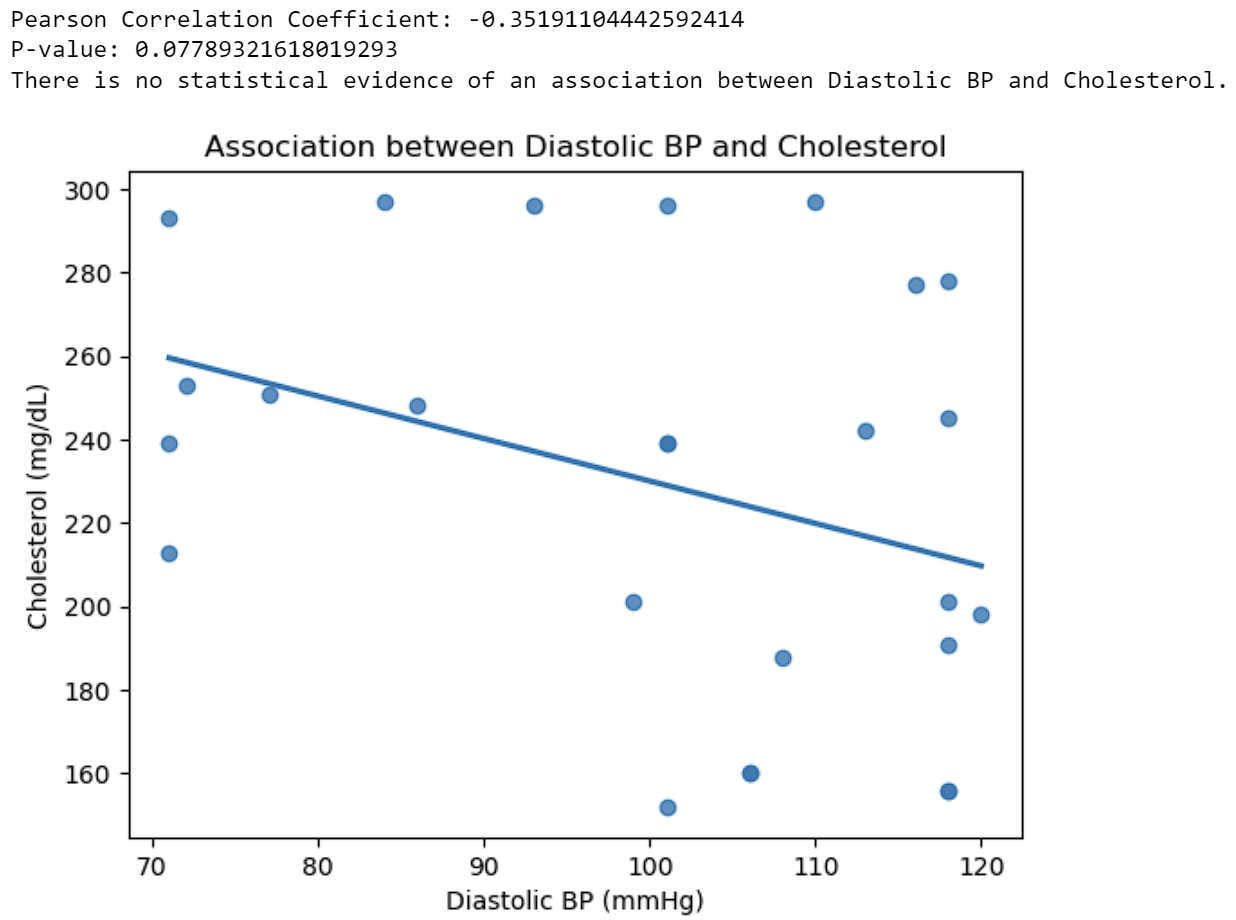 Pearson Correlation Coefficient: -0.35191104442592414
P-value: 0.07789321618019293
There is no statistical evidence of an association between Diastolic BP and Cholesterol.
Association between Diastolic BP and Cholesterol
300
280
260
240
220
200
180
160
Cholesterol (mg/dL)
70 80 90 100 110 120
Diastolic BP (mmHg)